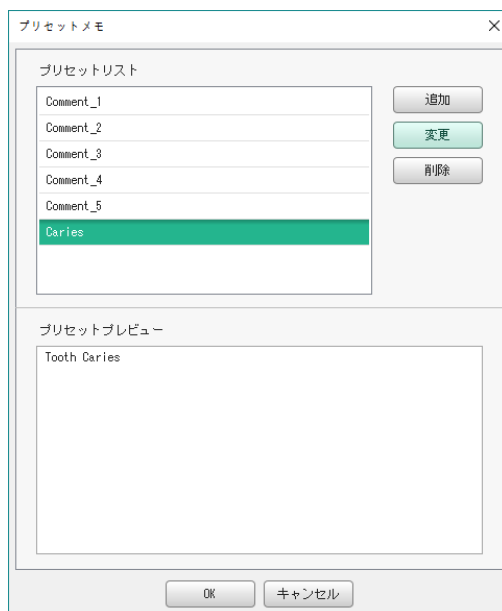 プリセットメモ
プリセットリスト
Comment_1
Comment_2
Comment_3
Comment_4
Comment_5
Caries
追加
変更
削除
プリセットプレビュー
Tooth Caries
OK
キャンセル